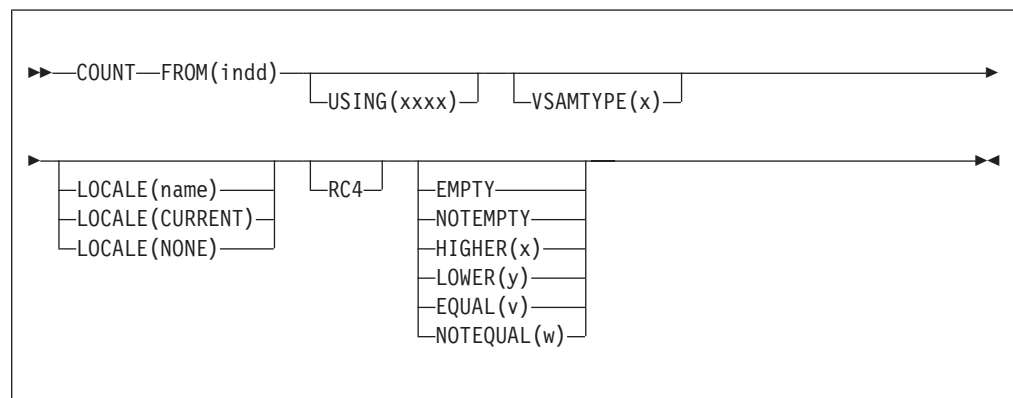 COUNT FROM(indd)
USING(xxxx) VSAMTYPE(x)
LOCALE(name) RC4 EMPTY
LOCALE(CURRENT) NOTEMPTY
LOCALE(NONE) HIGHER(x)
LOWER(y)
EQUAL(v)
NOTEQUAL(w)